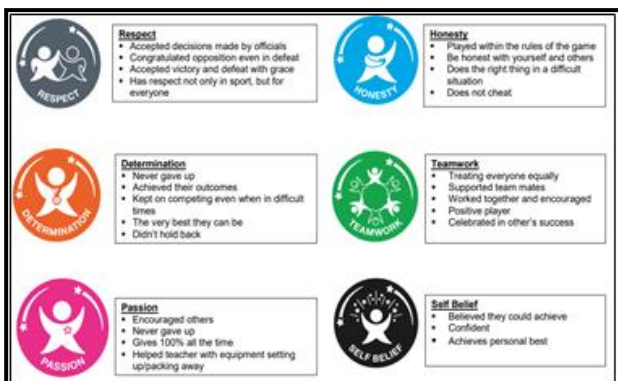 RESPECT
Respect
▪ Accepted decisions made by officials
▪ Congratulated opposition even in defeat
▪ Accepted victory and defeat with grace
▪ Has respect not only in sport, but for
everyone
HONESTY
Honesty
▪ Played within the rules of the game
▪ Be honest with yourself and others
▪ Does the right thing in a difficult
situation
▪ Does not cheat
DETERMINATION
Determination
▪ Never gave up
▪ Achieved their outcomes
▪ Kept on competing even when in difficult
times
▪ The very best they can be
▪ Didn't hold back
TEAMWORK
Teamwork
▪ Treating everyone equally
▪ Supported team mates
▪ Worked together and encouraged
▪ Positive player
▪ Celebrated in other's success
PASSION
Passion
▪ Encouraged others
▪ Never gave up
▪ Gives 100% all the time
▪ Helped teacher with equipment setting
up/packing away
SELF BELIEF
Self Belief
▪ Believed they could achieve
▪ Confident
▪ Achieves personal best